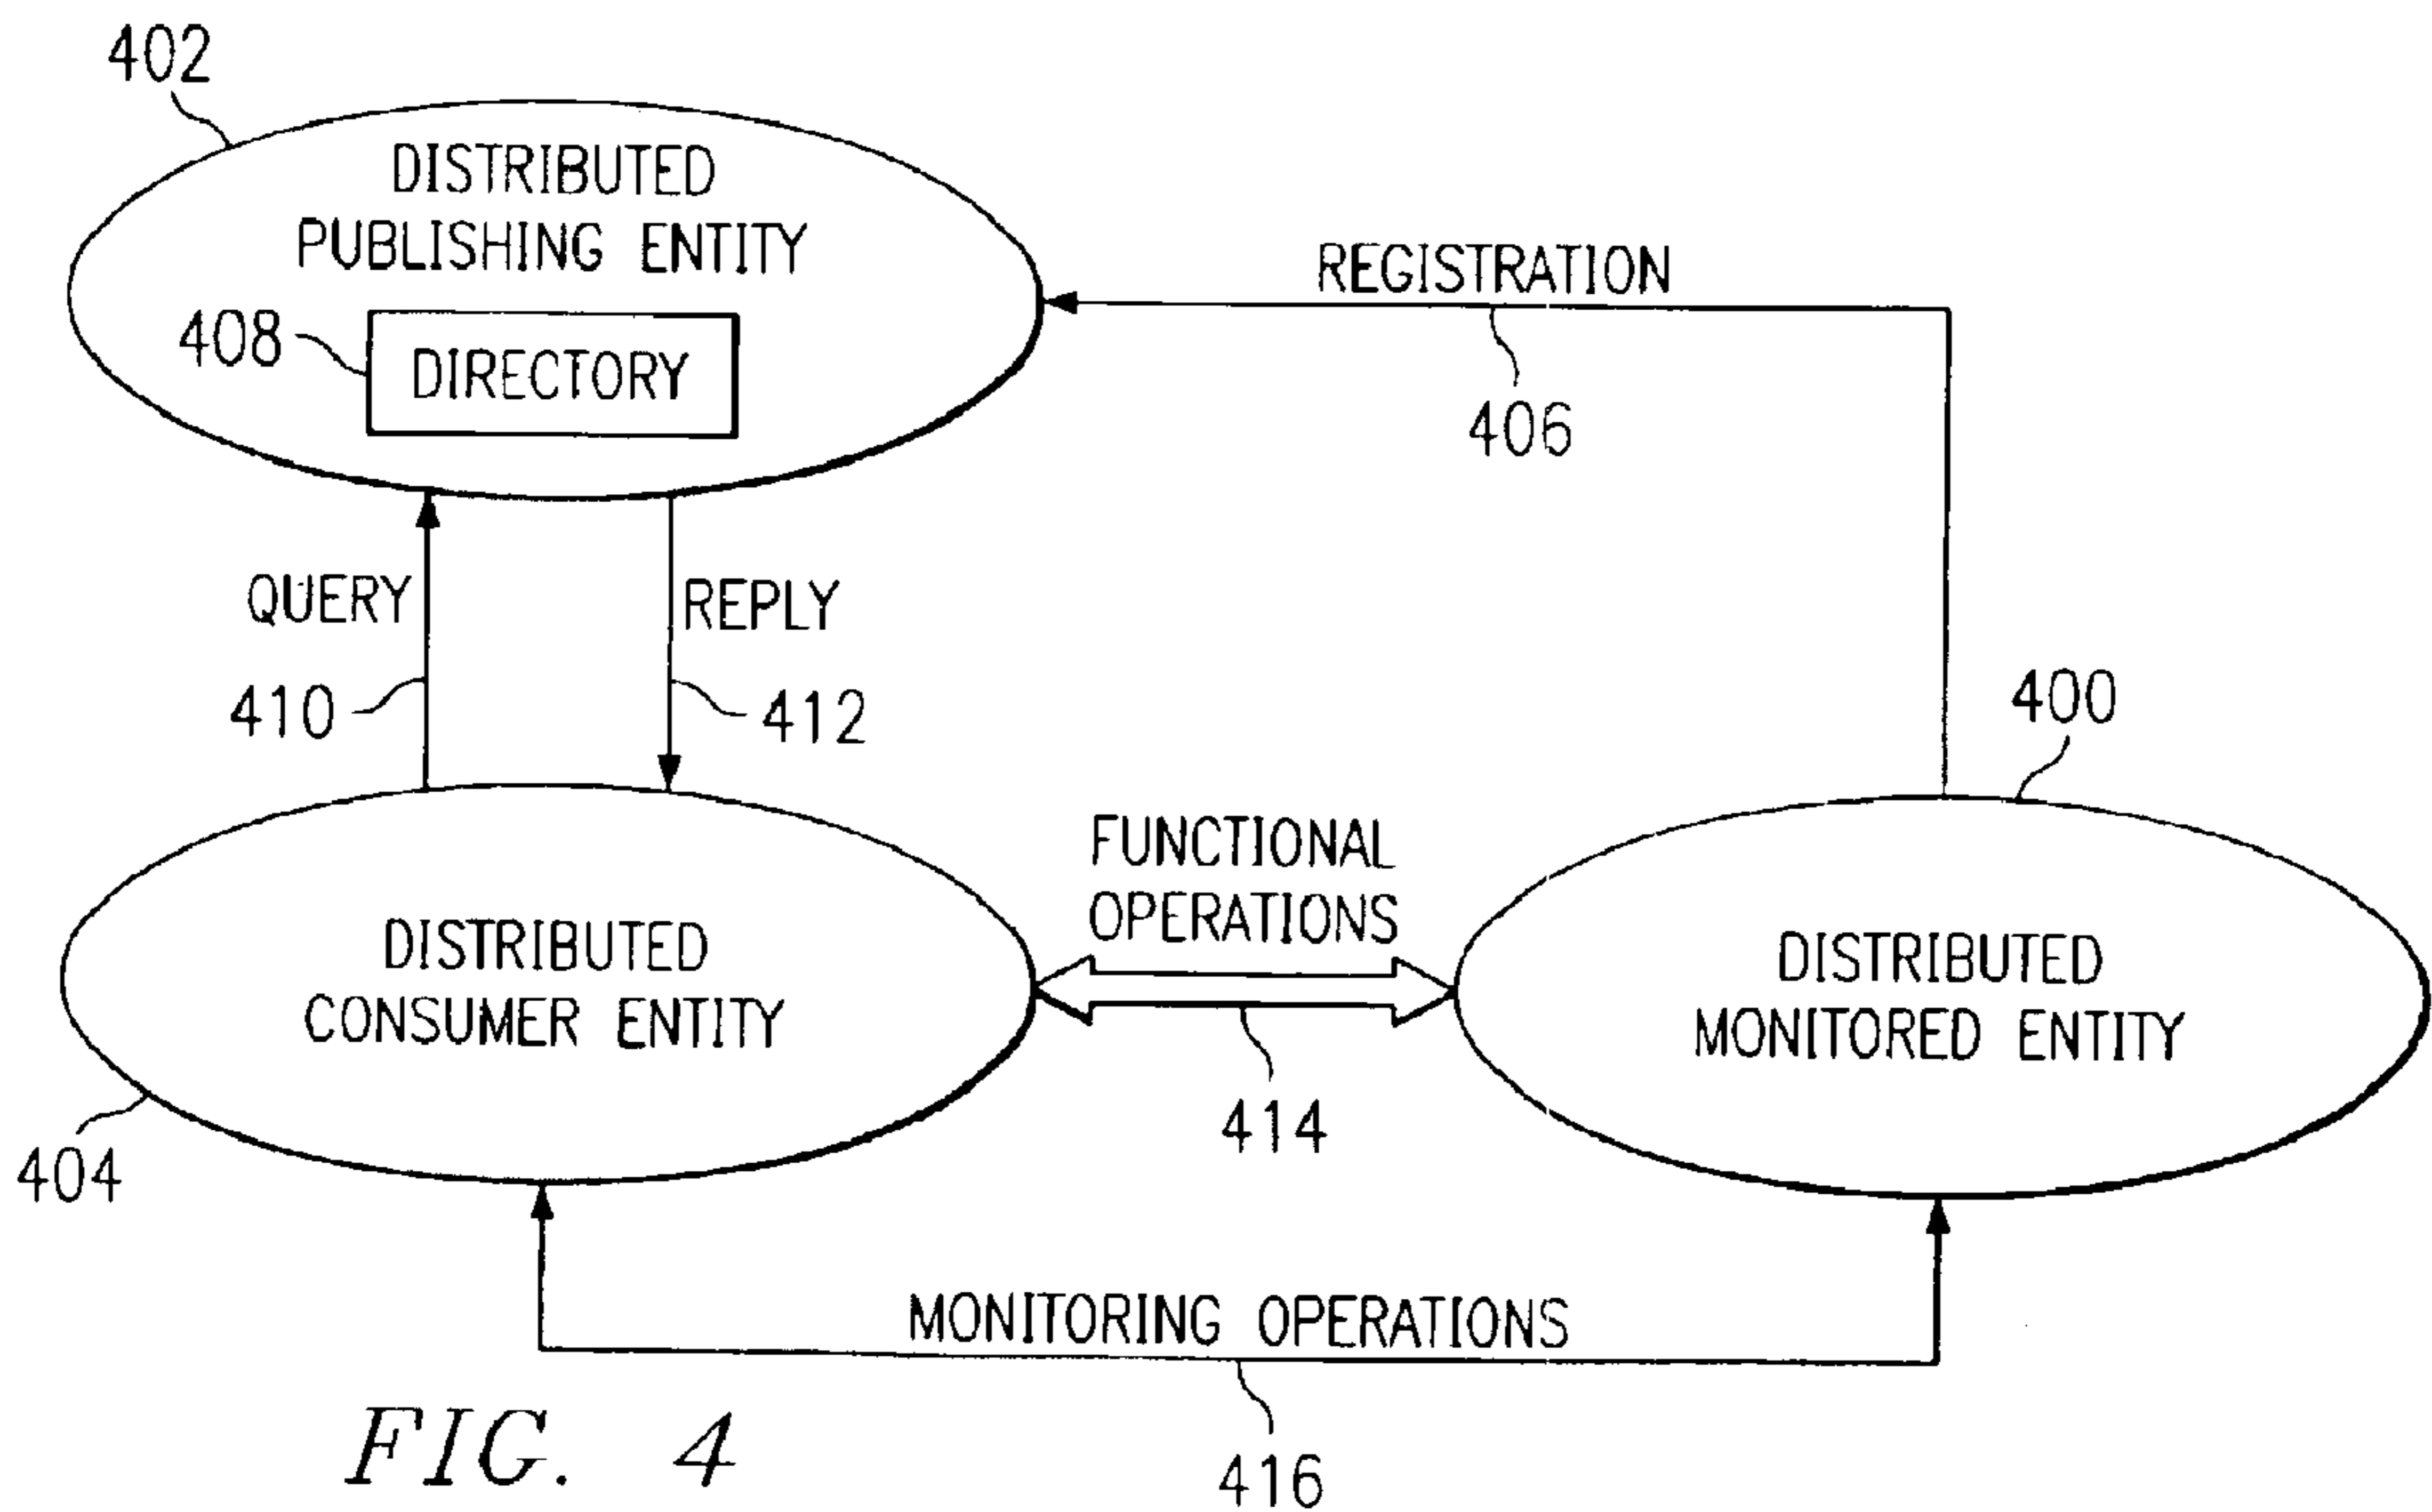 402
DISTRIBUTED
PUBLISHING ENTITY
REGISTRATION
408
DIRECTORY
406
QUERY
REPLY
410
412
400
FUNCTIONAL
OPERATIONS
DISTRIBUTED
CONSUMER ENTITY
DISTRIBUTED
MONITORED ENTITY
414
404
MONITORING OPERATIONS
FIG. 4
416